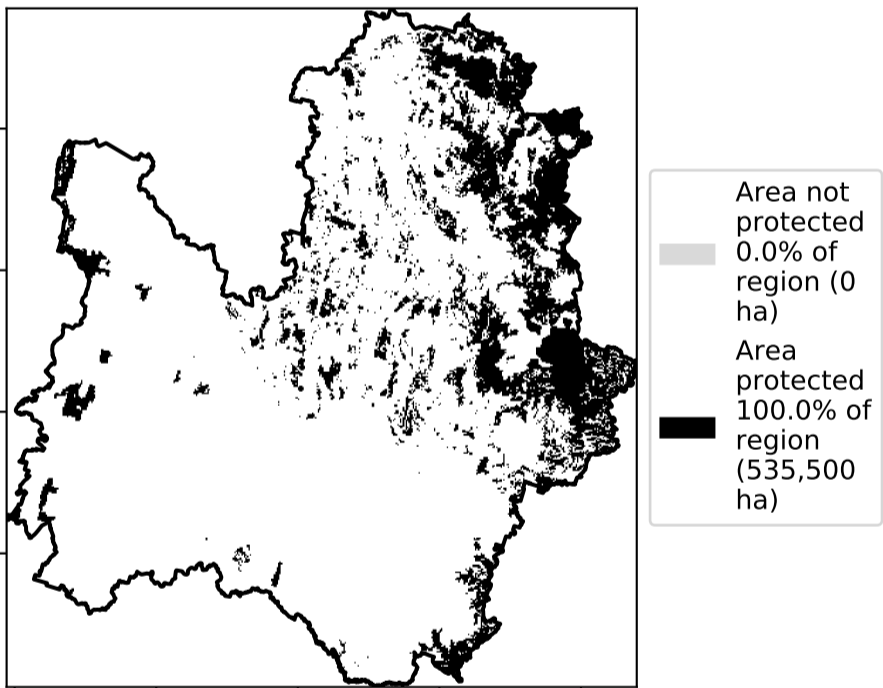 Area not
protected
0.0% of
region (0
ha)
Area
protected
100.0% of
region
(535,500
ha)